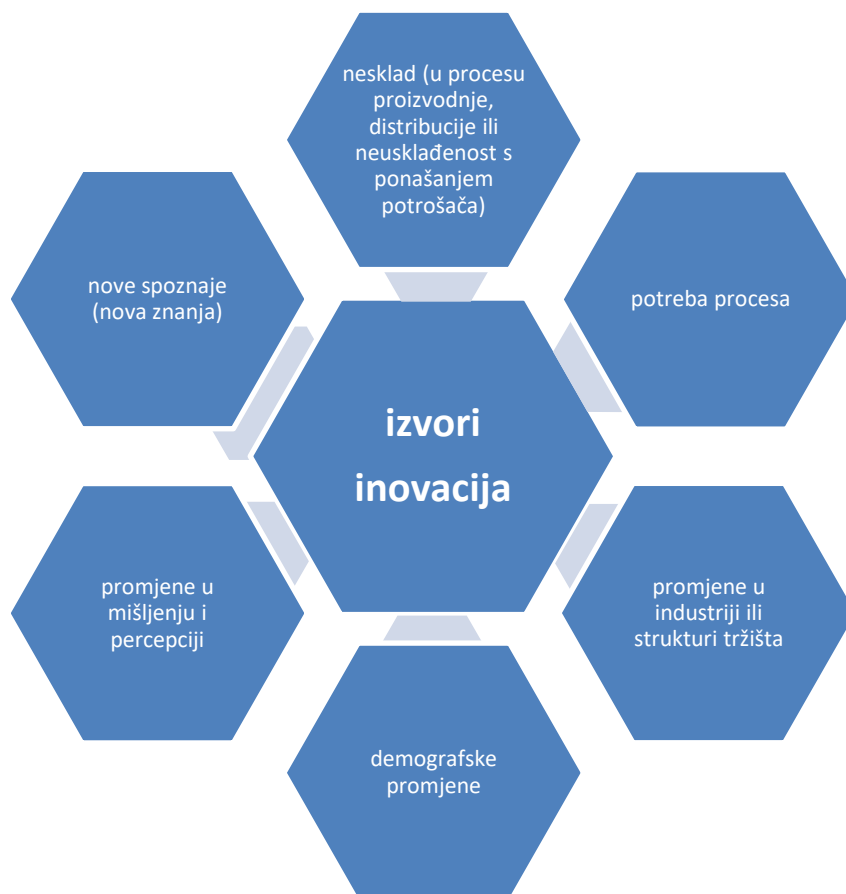 nesklad (u procesu
proizvodnje,
distribucije ili
neusklađenost s
ponašanjem
potrošača)
nove spoznaje
(nova znanja)
potreba procesa
izvori
inovacija
promjene u
mišljenju i
percepciji
promjene u
industriji ili
strukturi tržišta
demografske
promjene